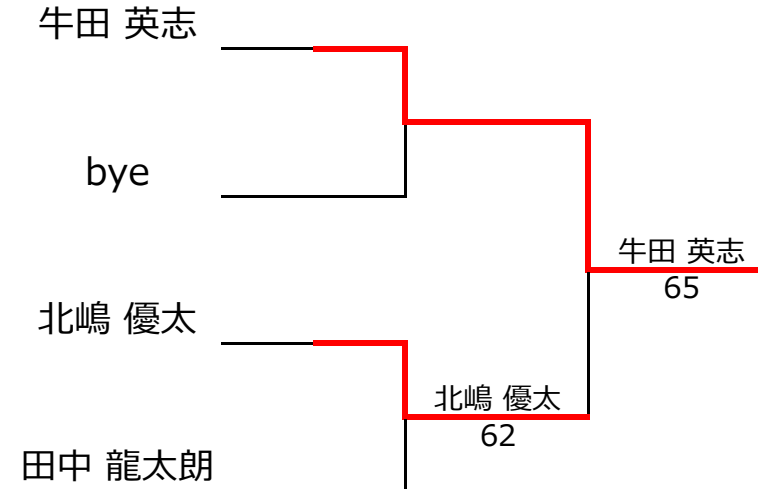 牛田 英志
bye
牛田 英志
65
北嶋 優太
北嶋 優太
62
田中 龍太朗